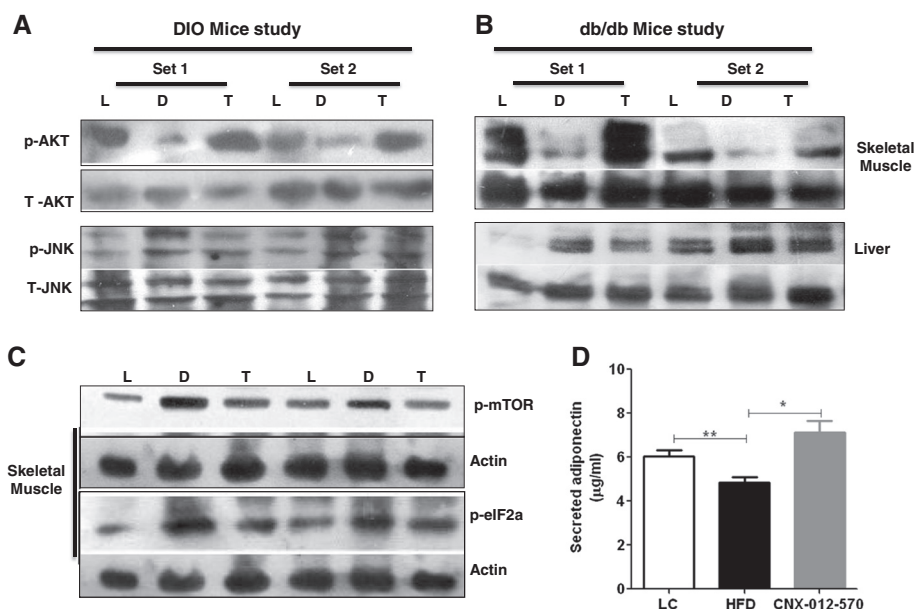 A
DIO Mice study
Set 1 Set 2
L D T L D T
p-AKT
T -AKT
p-JNK
T-JNK
B
db/db Mice study
Set 1 Set 2
L D T L D T
Skeletal
Muscle
Liver
C
L D T L D T
p-mTOR
Actin
p-eIF2a
Actin
Skeletal
Muscle
D
Secreted adiponectin
(μg/ml)
10
8
6
4
2
0
**
*
LC HFD CNX-012-570